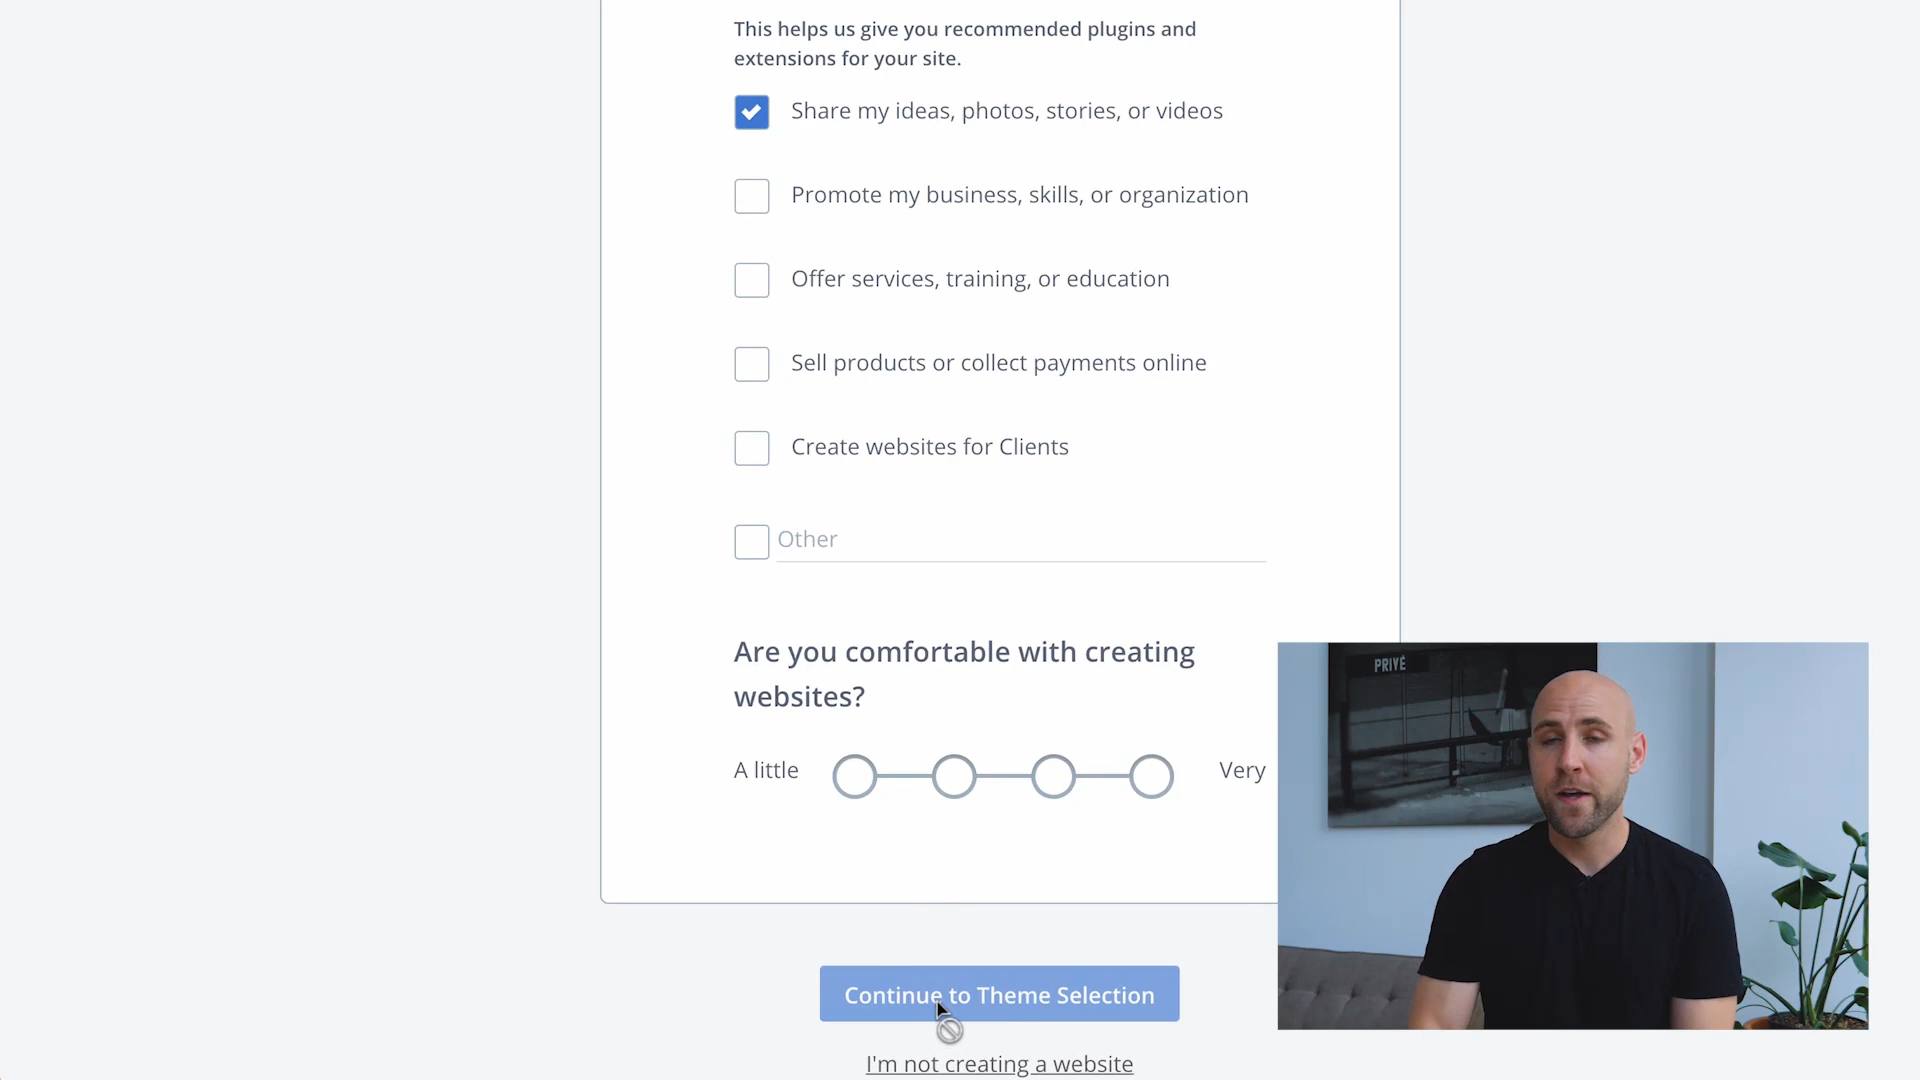 This helps us give you recommended plugins and
extensions for your site.
Share my ideas, photos, stories, or videos
Promote my business, skills, or organization
Offer services, training, or education
Sell products or collect payments online
Create websites for Clients
Other
Are you comfortable with creating
websites?
A little
Very
PRIVÉ
Continue to Theme Selection
I'm not creating a website